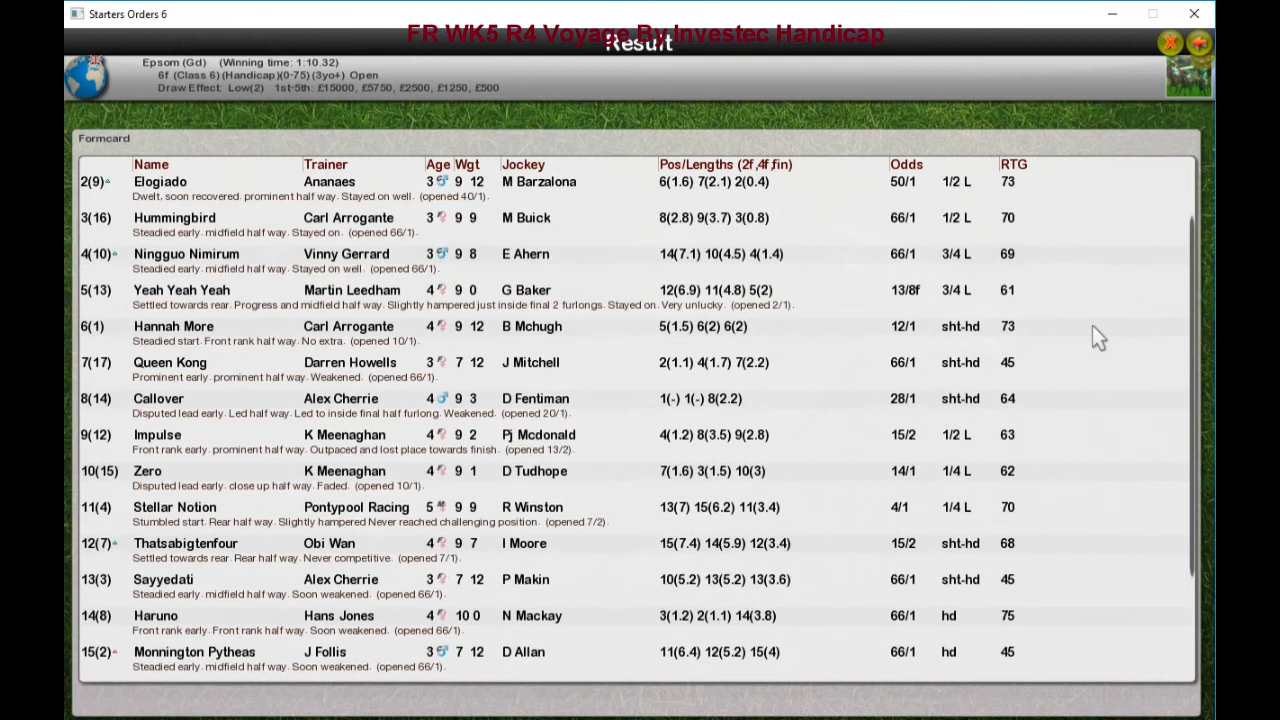 Starters Orders 6
FR WK5 R4 Voyage By Investec Handicap
Result
Epsom (Gd) (Winning time: 1:10.32)
6f (Class 6)(Handicap)(0-75)(3yo+) Open
Draw Effect: Low(2) 1st-5th: £15000, £5750, £2500, £1250, £500
Formcard
Name Trainer Age Wgt Jockey Pos/Lengths (2f,4f,fin) Odds RTG
2(9) Elogiado Ananaes 3 9 12 M Barzalona 6(1.6) 7(2.1) 2(0.4) 50/1 1/2 L 73
Dwelt, soon recovered. prominent half way. Stayed on well. (opened 40/1).
3(16) Hummingbird Carl Arrogante 3 9 9 M Buick 8(2.8) 9(3.7) 3(0.8) 66/1 1/2 L 70
Steadied early. midfield half way. Stayed on. (opened 66/1).
4(10) Ningguo Nimirum Vinny Gerrard 3 9 8 E Ahern 14(7.1) 10(4.5) 4(1.4) 66/1 3/4 L 69
Steadied early. midfield half way. Stayed on well. (opened 66/1).
5(13) Yeah Yeah Yeah Martin Leedham 4 9 0 G Baker 12(6.9) 11(4.8) 5(2) 13/8f 3/4 L 61
Settled towards rear. Progress and midfield half way. Slightly hampered just inside final 2 furlongs. Stayed on. Very unlucky. (opened 2/1).
6(1) Hannah More Carl Arrogante 4 9 12 B Mchugh 5(1.5) 6(2) 6(2) 12/1 sht-hd 73
Steadied start. Front rank half way. No extra. (opened 10/1).
7(17) Queen Kong Darren Howells 3 7 12 J Mitchell 2(1.1) 4(1.7) 7(2.2) 66/1 sht-hd 45
Prominent early. prominent half way. Weakened. (opened 66/1).
8(14) Callover Alex Cherrie 4 9 3 D Fentiman 1(-) 1(-) 8(2.2) 28/1 sht-hd 64
Disputed lead early. Led half way. Led to inside final half furlong. Weakened. (opened 20/1).
9(12) Impulse K Meenaghan 4 9 2 Pj Mcdonald 4(1.2) 8(3.5) 9(2.8) 15/2 1/2 L 63
Front rank early. prominent half way. Outpaced and lost place towards finish. (opened 13/2).
10(15) Zero K Meenaghan 4 9 1 D Tudhope 7(1.6) 3(1.5) 10(3) 14/1 1/4 L 62
Disputed lead early. close up half way. Faded. (opened 10/1).
11(4) Stellar Notion Pontypool Racing 5 9 9 R Winston 13(7) 15(6.2) 11(3.4) 4/1 1/4 L 70
Stumbled start. Rear half way. Slightly hampered Never reached challenging position. (opened 7/2).
12(7) Thatsabigtenfour Obi Wan 4 9 7 I Moore 15(7.4) 14(5.9) 12(3.4) 15/2 sht-hd 68
Settled towards rear. Rear half way. Never competitive. (opened 7/1).
13(3) Sayyedati Alex Cherrie 3 7 12 P Makin 10(5.2) 13(5.2) 13(3.6) 66/1 sht-hd 45
Steadied early. midfield half way. Soon weakened. (opened 66/1).
14(8) Haruno Hans Jones 4 10 0 N Mackay 3(1.2) 2(1.1) 14(3.8) 66/1 hd 75
Front rank early. Front rank half way. Soon weakened. (opened 66/1).
15(2) Monnington Pytheas J Follis 3 7 12 D Allan 11(6.4) 12(5.2) 15(4) 66/1 hd 45
Steadied early. midfield half way. Soon weakened. (opened 66/1).